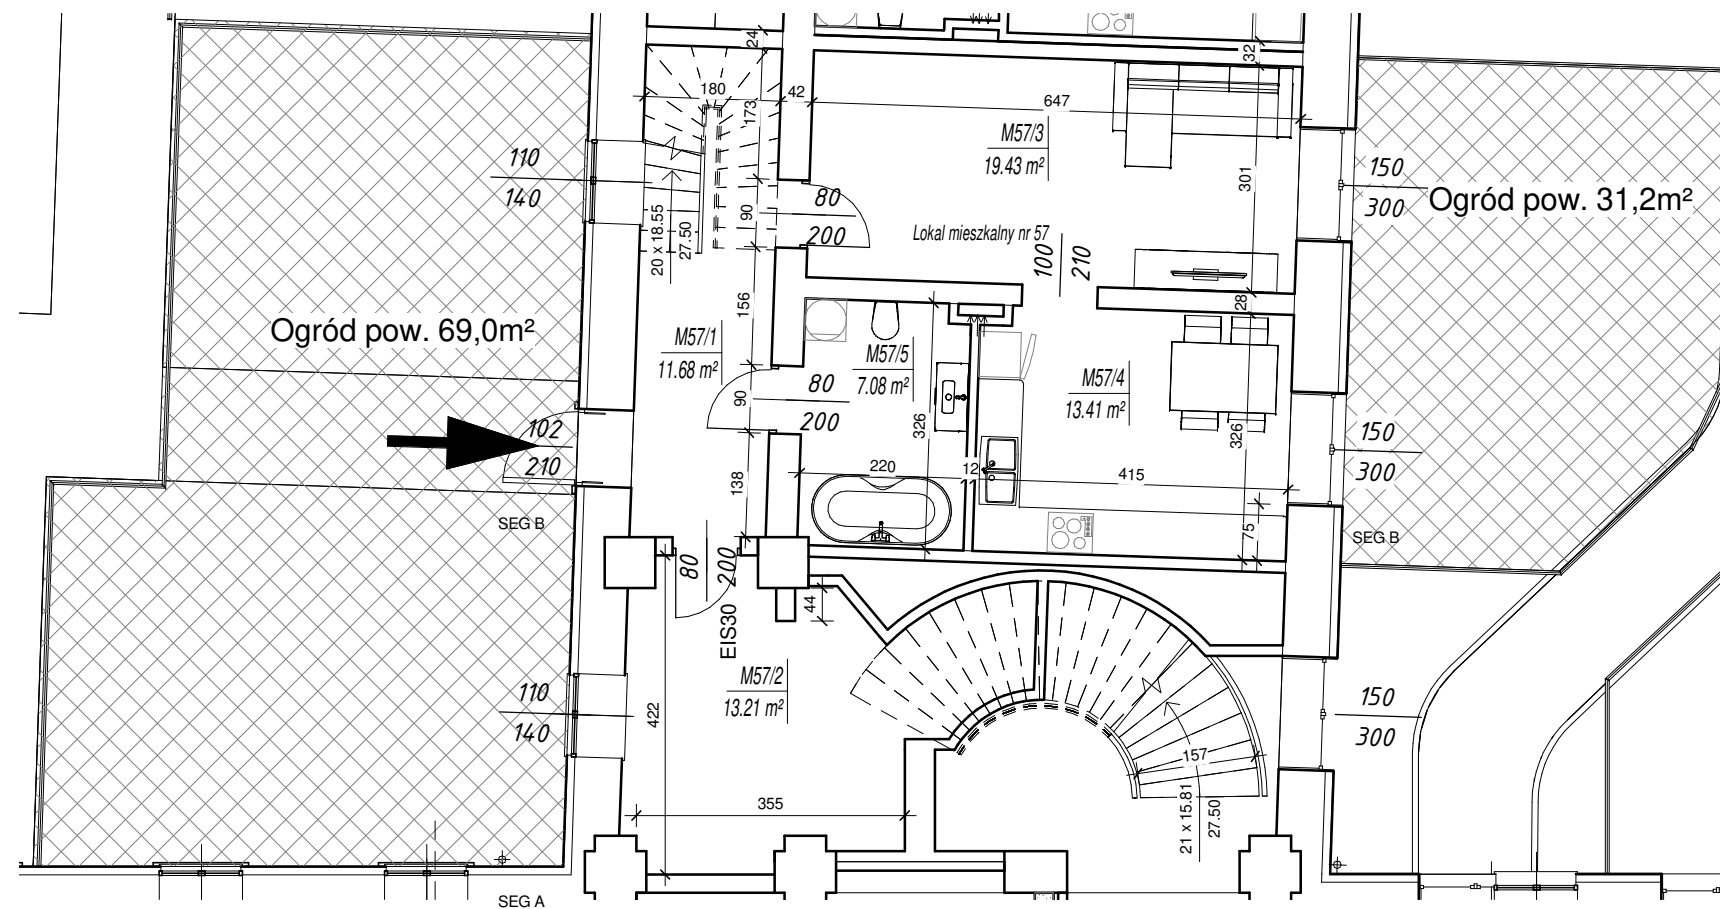 24
32
180
42
647
173
M57/3
19.43 m²
110
140
150
300
301
Ogród pow. 31,2m²
80
200
90
20 x 18.55
27.50
Lokal mieszkalny nr 57
100
210
156
28
Ogród pow. 69,0m²
M57/1
11.68 m²
M57/5
7.08 m²
M57/4
13.41 m²
80
200
90
326
326
102
210
150
300
220
12
415
138
75
SEG B
SEG B
80
200
EIS30
44
M57/2
13.21 m²
110
140
422
150
300
157
355
21 x 15.81
27.50
SEG A